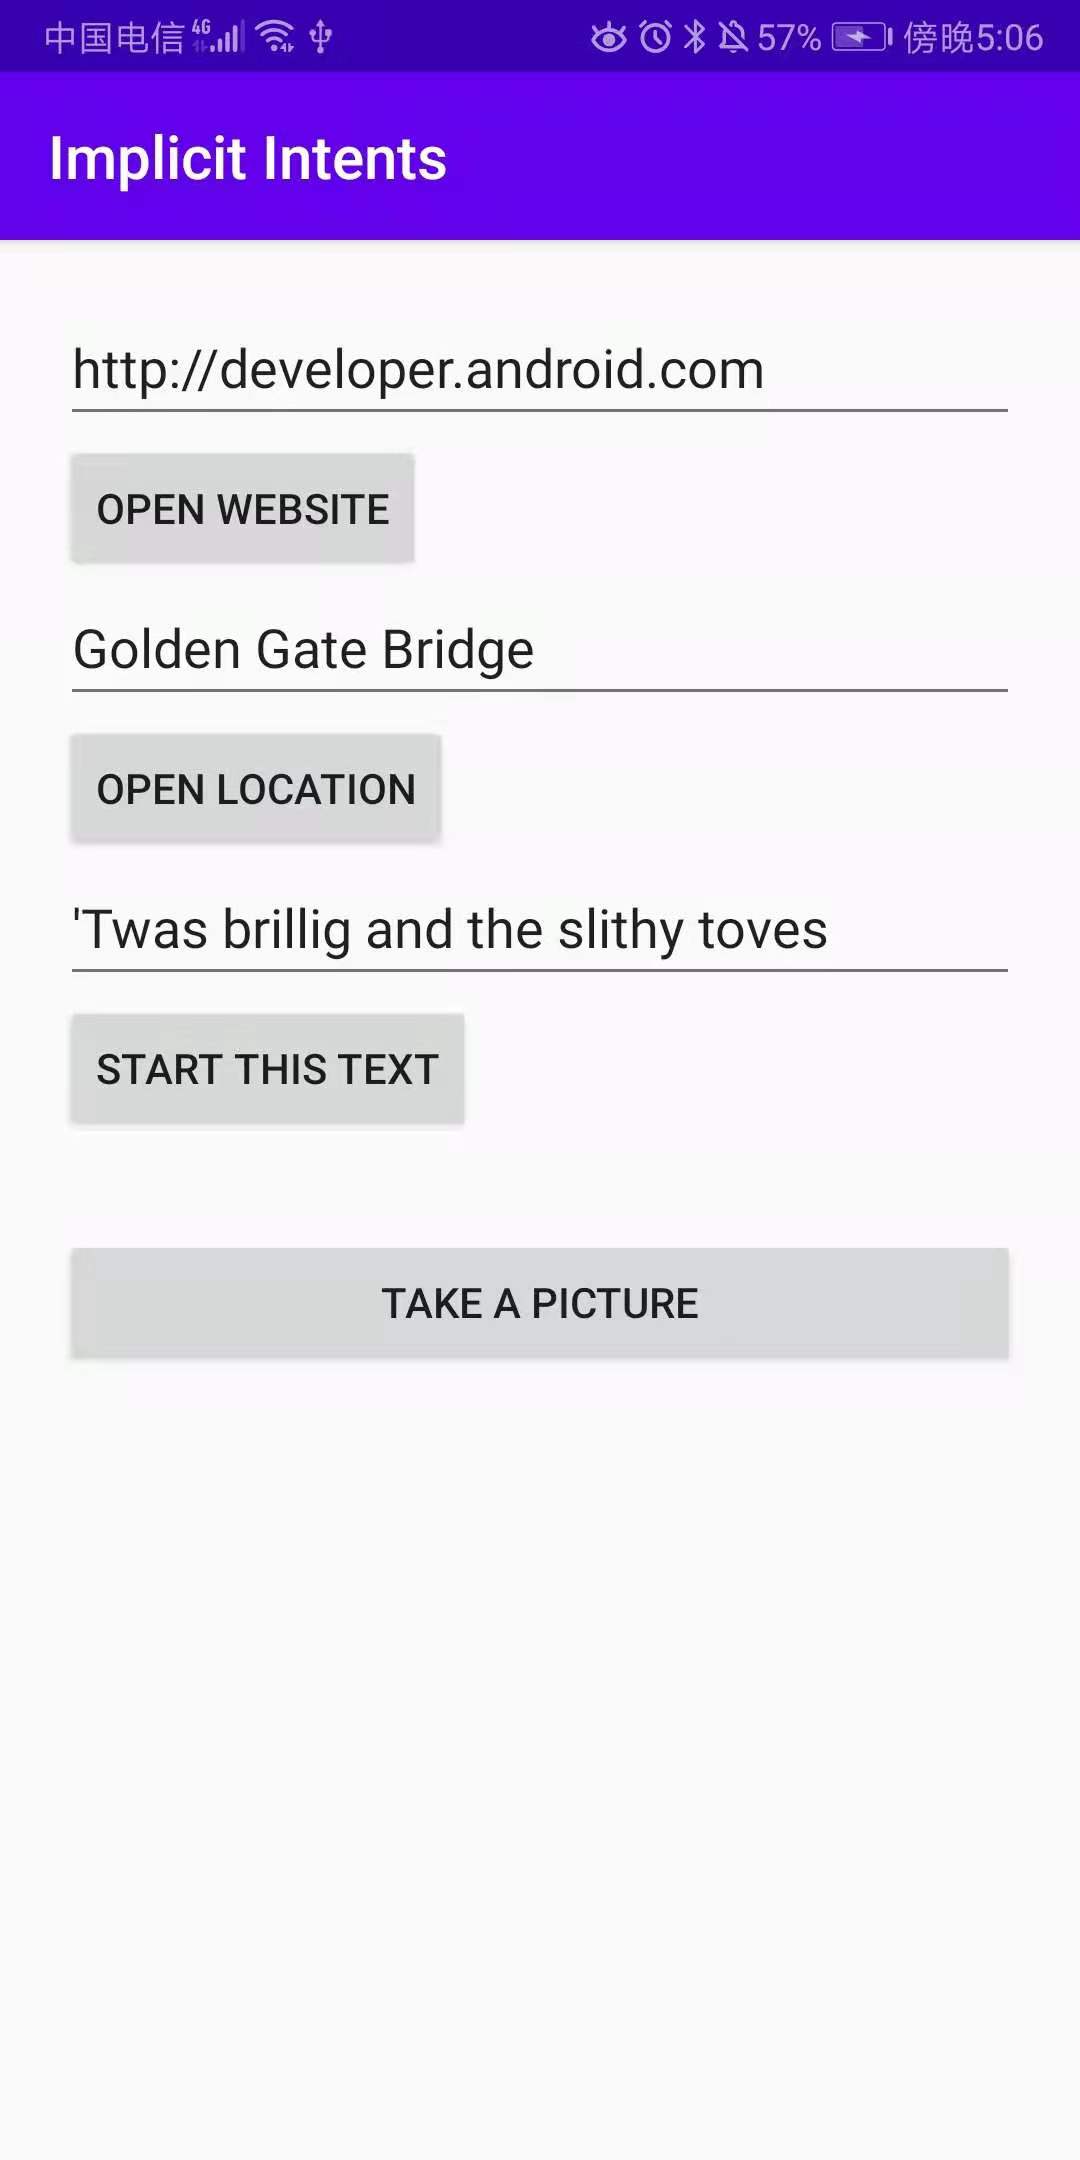 中国电信 4G 57% 傍晚5:06
Implicit Intents
http://developer.android.com
OPEN WEBSITE
Golden Gate Bridge
OPEN LOCATION
'Twas brillig and the slithy toves
START THIS TEXT
TAKE A PICTURE